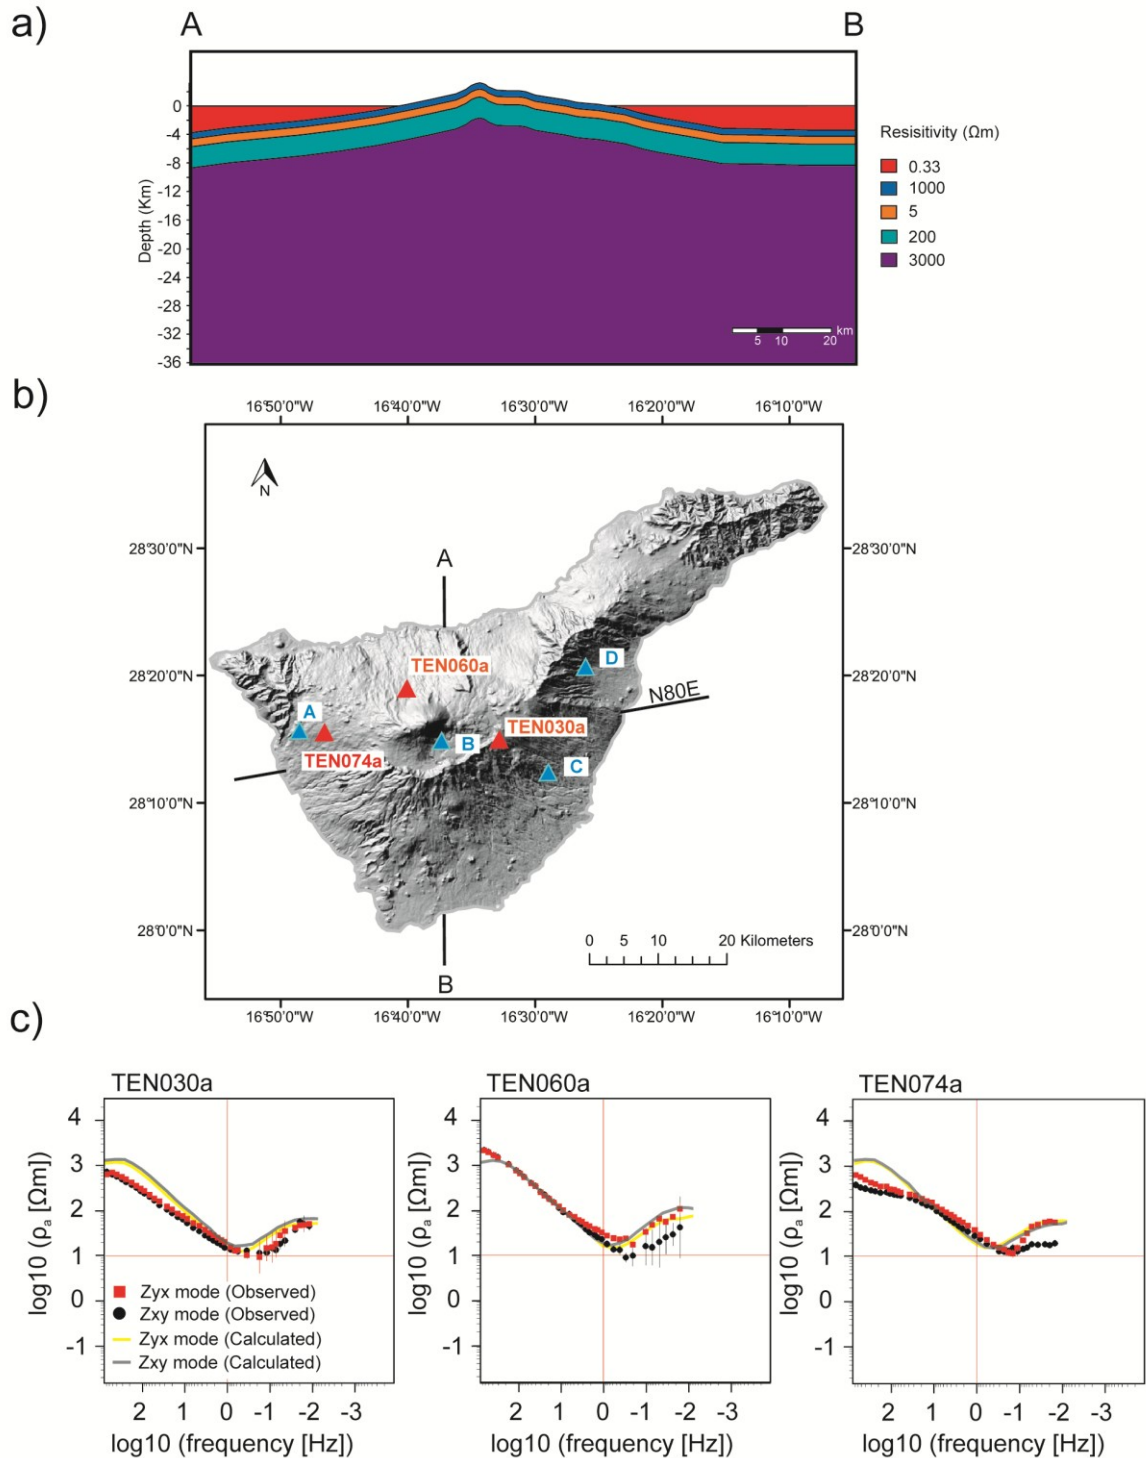 a)
A
B
0
-4
-8
-12
-16
-20
-24
-28
-32
-36
Depth (Km)
Resisitivity (Ωm)
0.33
1000
5
200
3000
km
5 10 20
b)
16°50'0"W 16°40'0"W 16°30'0"W 16°20'0"W 16°10'0"W
N
A
28°30'0"N 28°30'0"N
D
TEN060a
28°20'0"N 28°20'0"N
N80E
A
TEN030a
B
TEN074a
C
28°10'0"N 28°10'0"N
28°0'0"N 28°0'0"N
0 5 10 20 Kilometers
B
16°50'0"W 16°40'0"W 16°30'0"W 16°20'0"W 16°10'0"W
c)
TEN030a
log10 (ρa [Ωm])
4
3
2
1
0
-1
Zyx mode (Observed)
Zxy mode (Observed)
Zyx mode (Calculated)
Zxy mode (Calculated)
2 1 0 -1 -2 -3
log10 (frequency [Hz])
TEN060a
log10 (ρa [Ωm])
4
3
2
1
0
-1
2 1 0 -1 -2 -3
log10 (frequency [Hz])
TEN074a
log10 (ρa [Ωm])
4
3
2
1
0
-1
2 1 0 -1 -2 -3
log10 (frequency [Hz])